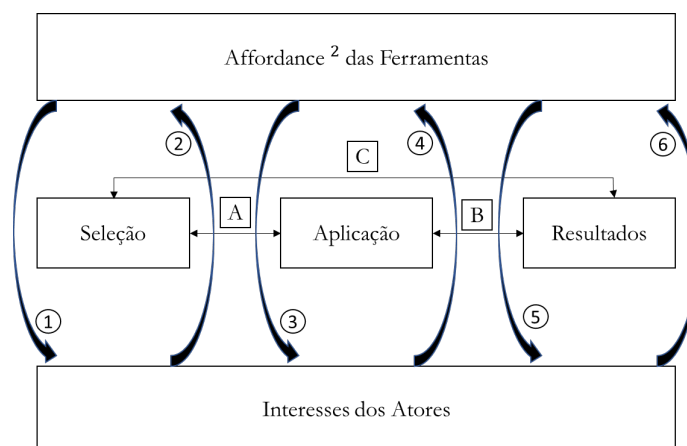 Affordance ² das Ferramentas
② ④ ⑥
C
Seleção A Aplicação B Resultados
① ③ ⑤
Interesses dos Atores